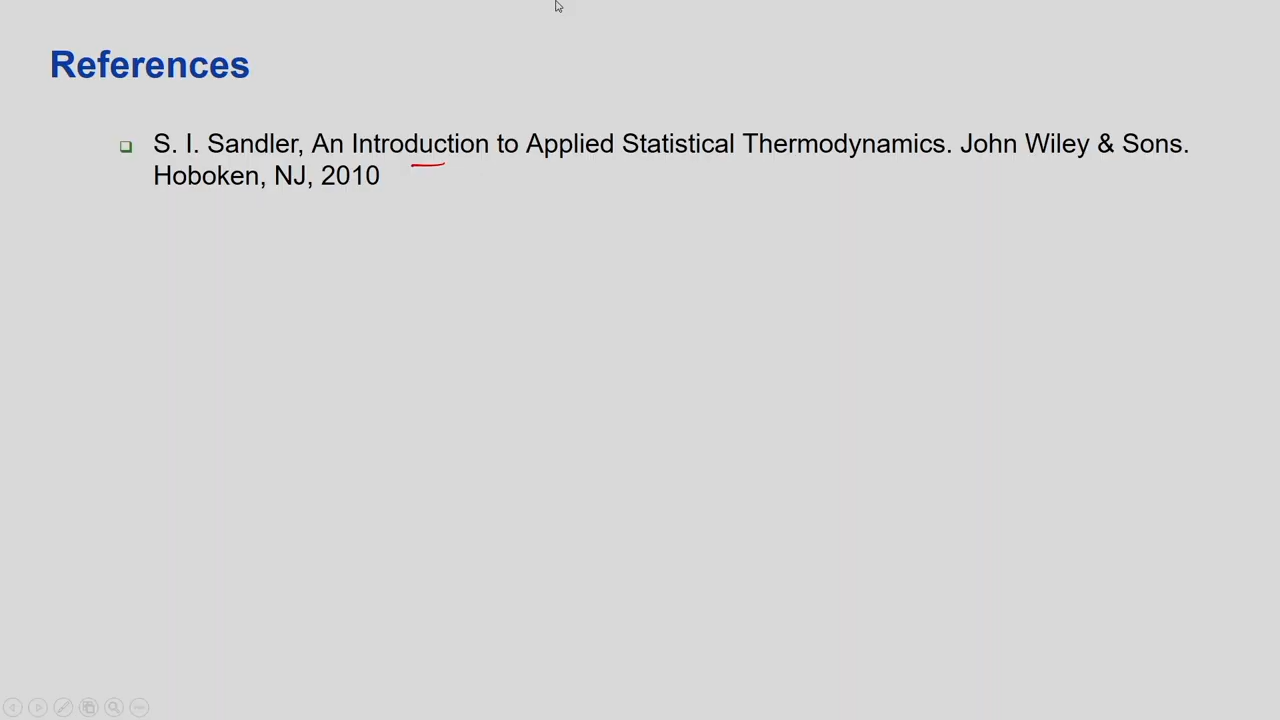 References
S. I. Sandler, An Introduction to Applied Statistical Thermodynamics. John Wiley & Sons.
Hoboken, NJ, 2010